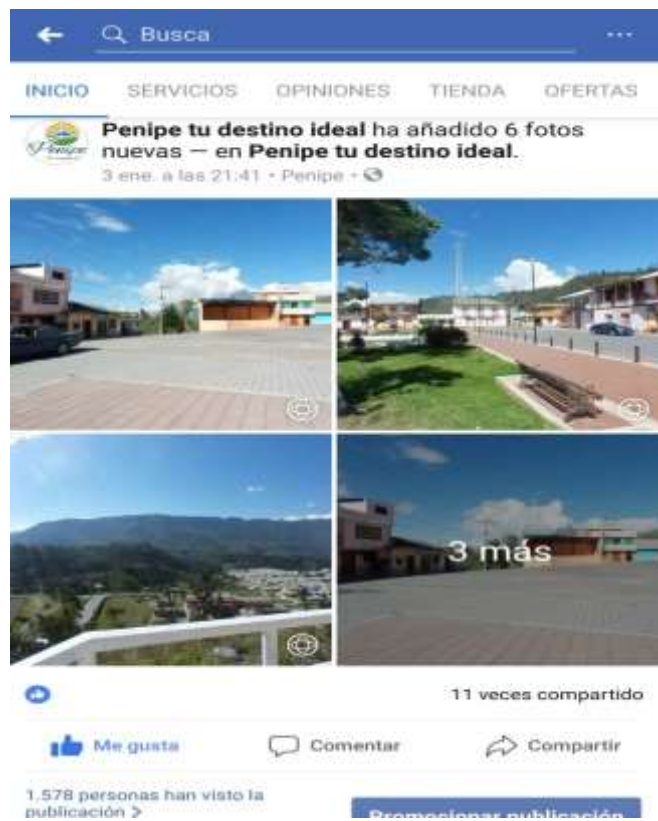 Busca
INICIO SERVICIOS OPINIONES TIENDA OFERTAS
Penipe
Penipe tu destino ideal ha añadido 6 fotos
nuevas — en Penipe tu destino ideal.
3 ene. a las 21:41 • Penipe •
3 más
11 veces compartido
Me gusta Comentar Compartir
1.578 personas han visto la
publicación >
Promocionar publicación